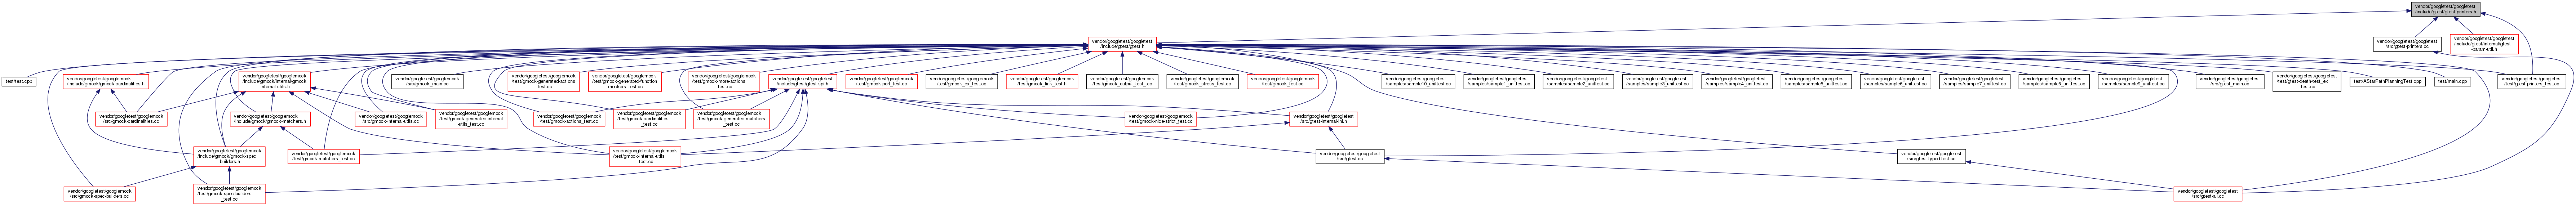 vendor/googletest/googletest
/include/gtest/gtest-printers.h
vendor/googletest/googletest
/include/gtest/gtest.h
vendor/googletest/googletest
/src/gtest-printers.cc
vendor/googletest/googletest
/include/gtest/internal/gtest
-param-util.h
test/test.cpp
vendor/googletest/googlemock
/include/gmock/gmock-cardinalities.h
vendor/googletest/googlemock
/include/gmock/internal/gmock
-internal-utils.h
vendor/googletest/googlemock
/src/gmock_main.cc
vendor/googletest/googlemock
/test/gmock-generated-actions
_test.cc
vendor/googletest/googlemock
/test/gmock-generated-function
-mockers_test.cc
vendor/googletest/googlemock
/test/gmock-more-actions
_test.cc
vendor/googletest/googletest
/include/gtest/gtest-spi.h
vendor/googletest/googlemock
/test/gmock-port_test.cc
vendor/googletest/googlemock
/test/gmock_ex_test.cc
vendor/googletest/googlemock
/test/gmock_link_test.h
vendor/googletest/googlemock
/test/gmock_output_test_.cc
vendor/googletest/googlemock
/test/gmock_stress_test.cc
vendor/googletest/googlemock
/test/gmock_test.cc
vendor/googletest/googletest
/samples/sample10_unittest.cc
vendor/googletest/googletest
/samples/sample1_unittest.cc
vendor/googletest/googletest
/samples/sample2_unittest.cc
vendor/googletest/googletest
/samples/sample3_unittest.cc
vendor/googletest/googletest
/samples/sample4_unittest.cc
vendor/googletest/googletest
/samples/sample5_unittest.cc
vendor/googletest/googletest
/samples/sample6_unittest.cc
vendor/googletest/googletest
/samples/sample7_unittest.cc
vendor/googletest/googletest
/samples/sample8_unittest.cc
vendor/googletest/googletest
/samples/sample9_unittest.cc
vendor/googletest/googletest
/src/gtest_main.cc
vendor/googletest/googletest
/test/gtest-death-test_ex
_test.cc
test/AStarPathPlanningTest.cpp
test/main.cpp
vendor/googletest/googletest
/test/gtest-printers_test.cc
vendor/googletest/googlemock
/src/gmock-cardinalities.cc
vendor/googletest/googlemock
/include/gmock/gmock-matchers.h
vendor/googletest/googlemock
/src/gmock-internal-utils.cc
vendor/googletest/googlemock
/test/gmock-generated-internal
-utils_test.cc
vendor/googletest/googlemock
/test/gmock-actions_test.cc
vendor/googletest/googlemock
/test/gmock-cardinalities
_test.cc
vendor/googletest/googlemock
/test/gmock-generated-matchers
_test.cc
vendor/googletest/googlemock
/test/gmock-nice-strict_test.cc
vendor/googletest/googletest
/src/gtest-internal-inl.h
vendor/googletest/googlemock
/include/gmock/gmock-spec
-builders.h
vendor/googletest/googlemock
/test/gmock-matchers_test.cc
vendor/googletest/googlemock
/test/gmock-internal-utils
_test.cc
vendor/googletest/googletest
/src/gtest.cc
vendor/googletest/googletest
/src/gtest-typed-test.cc
vendor/googletest/googlemock
/src/gmock-spec-builders.cc
vendor/googletest/googlemock
/test/gmock-spec-builders
_test.cc
vendor/googletest/googletest
/src/gtest-all.cc